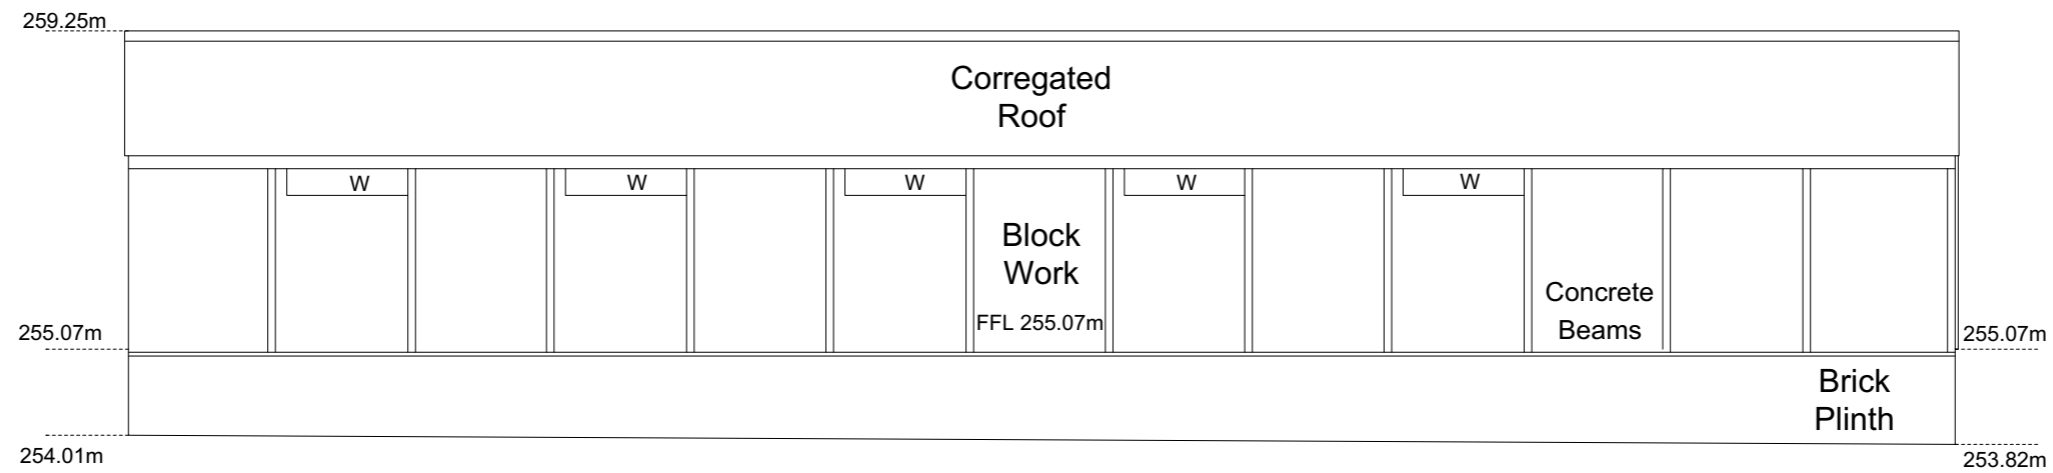 259.25m
Corregated
Roof
W W W W W
Block
Work
Concrete
Beams
FFL 255.07m
255.07m
255.07m
Brick
Plinth
254.01m
253.82m